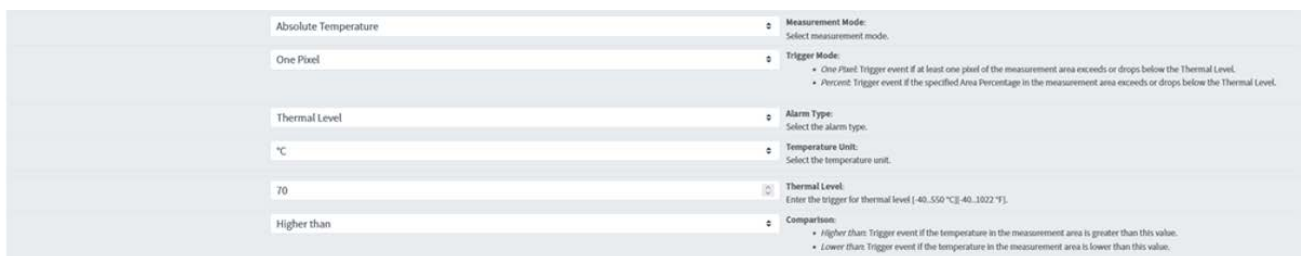 Absolute Temperature
Measurement Mode:
Select measurement mode.
One Pixel
Trigger Mode:
• One Pixel: Trigger event if at least one pixel of the measurement area exceeds or drops below the Thermal Level.
• Percent: Trigger event if the specified Area Percentage in the measurement area exceeds or drops below the Thermal Level.
Thermal Level
Alarm Type:
Select the alarm type.
°C
Temperature Unit:
Select the temperature unit.
70
Thermal Level:
Enter the trigger for thermal level [-40..550 °C][-40..1022 °F].
Higher than
Comparison:
• Higher than: Trigger event if the temperature in the measurement area is greater than this value.
• Lower than: Trigger event if the temperature in the measurement area is lower than this value.